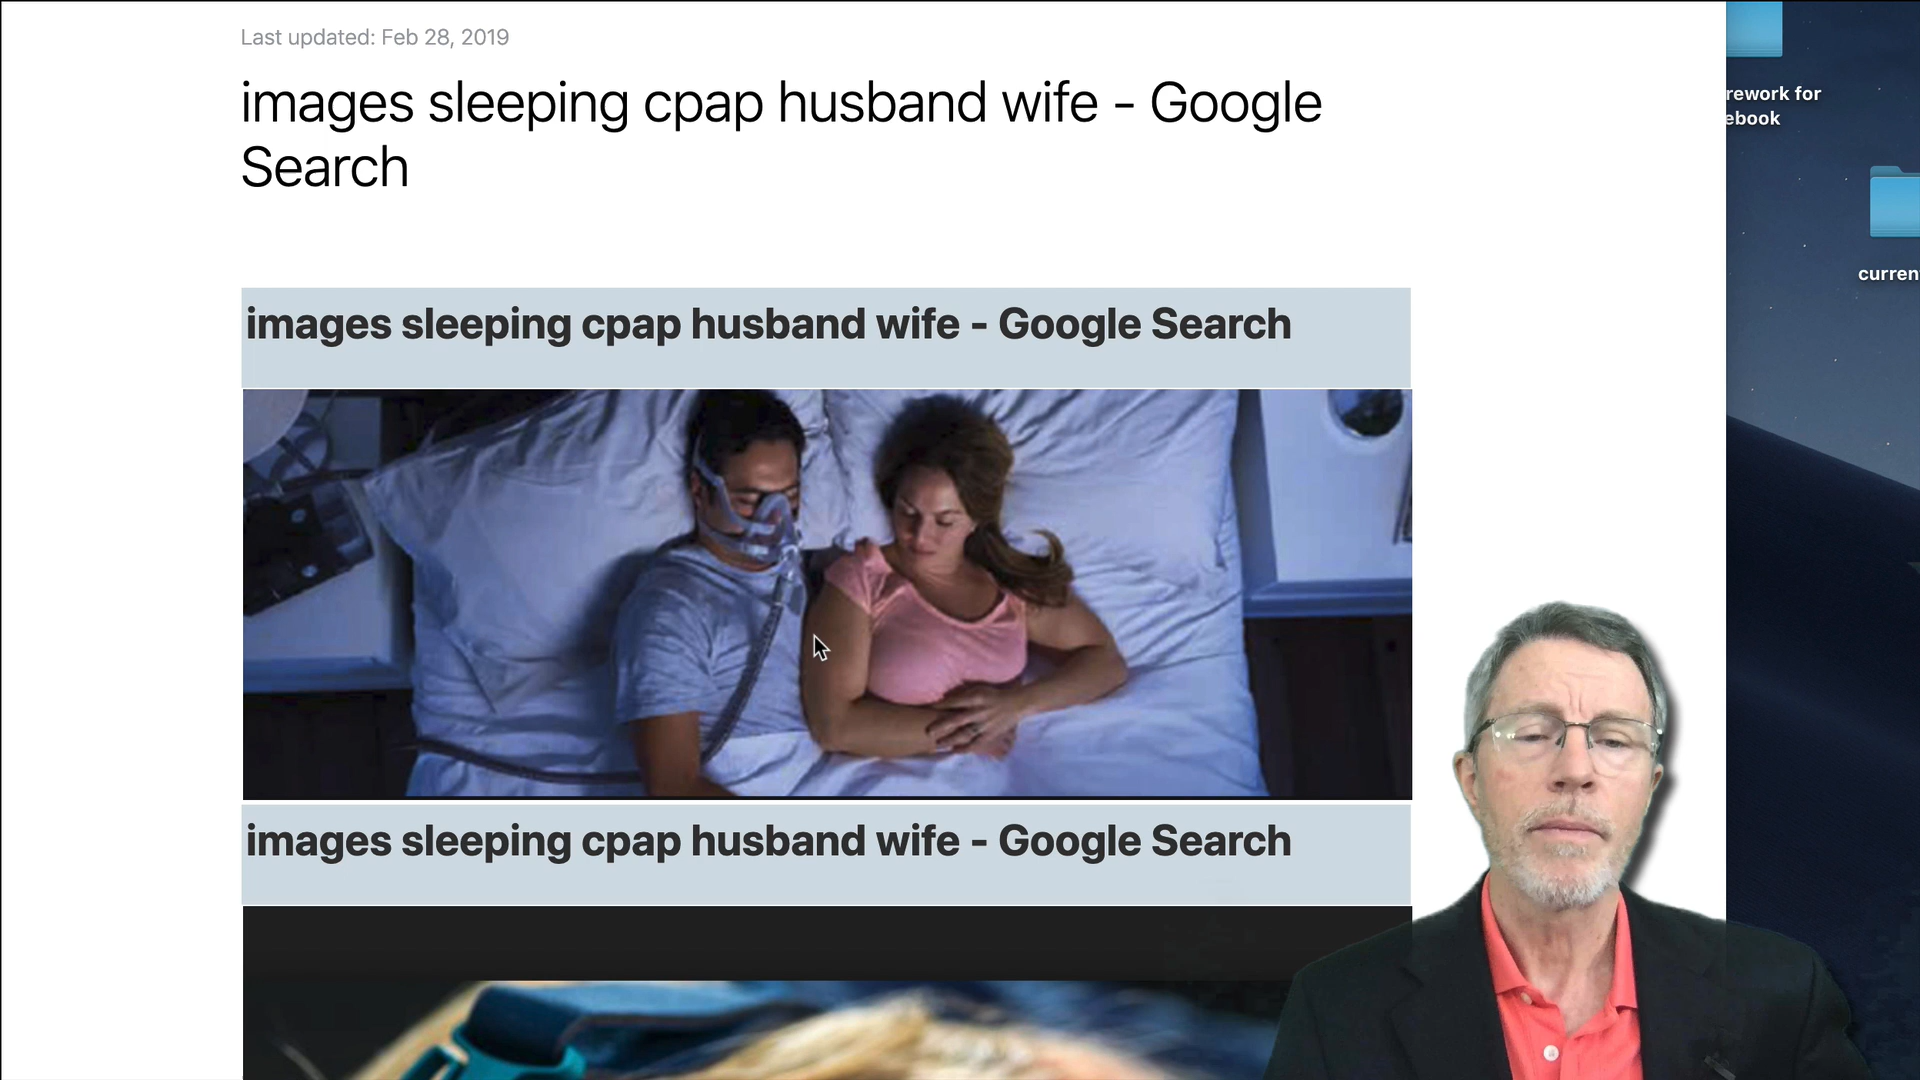 Last updated: Feb 28, 2019
images sleeping cpap husband wife - Google
Search
images sleeping cpap husband wife - Google Search
images sleeping cpap husband wife - Google Search
rework for
ebook
curren